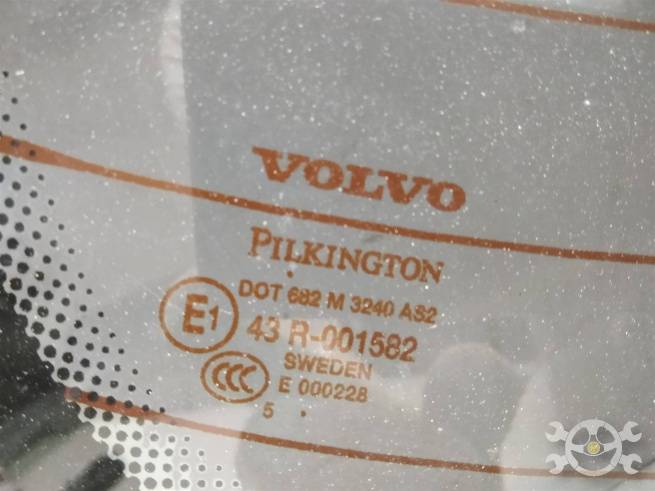 VOLVO
PILKINGTON
DOT 682 M 3240 AS2
E1 43 R-001582
SWEDEN
CCC E 000228
5